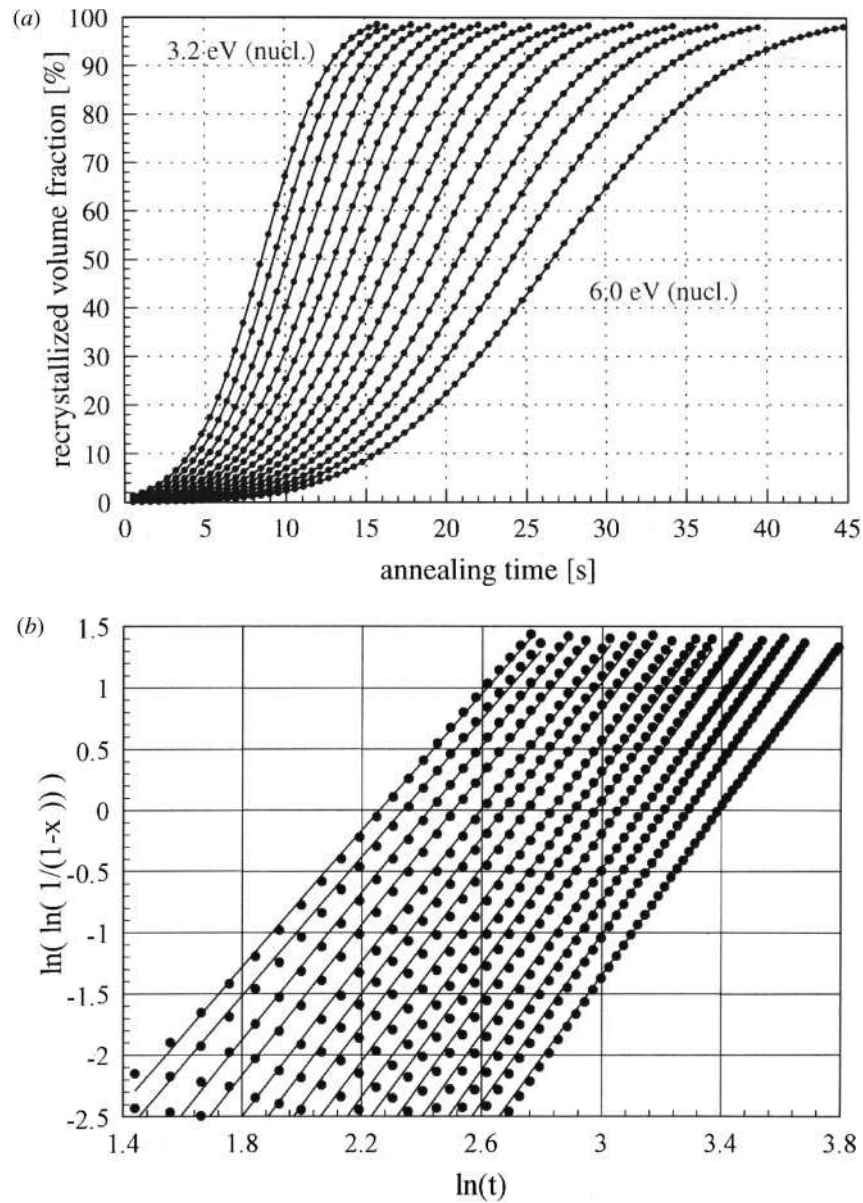 (a)
100
90
80
70
60
50
40
30
20
10
0
recrystallized volume fraction [%]
3.2 eV (nucl.)
6.0 eV (nucl.)
0 5 10 15 20 25 30 35 40 45
annealing time [s]
(b)
1.5
1
0.5
0
-0.5
-1
-1.5
-2
-2.5
ln( ln( 1/(1-x )))
1.4 1.8 2.2 2.6 3 3.4 3.8
ln(t)